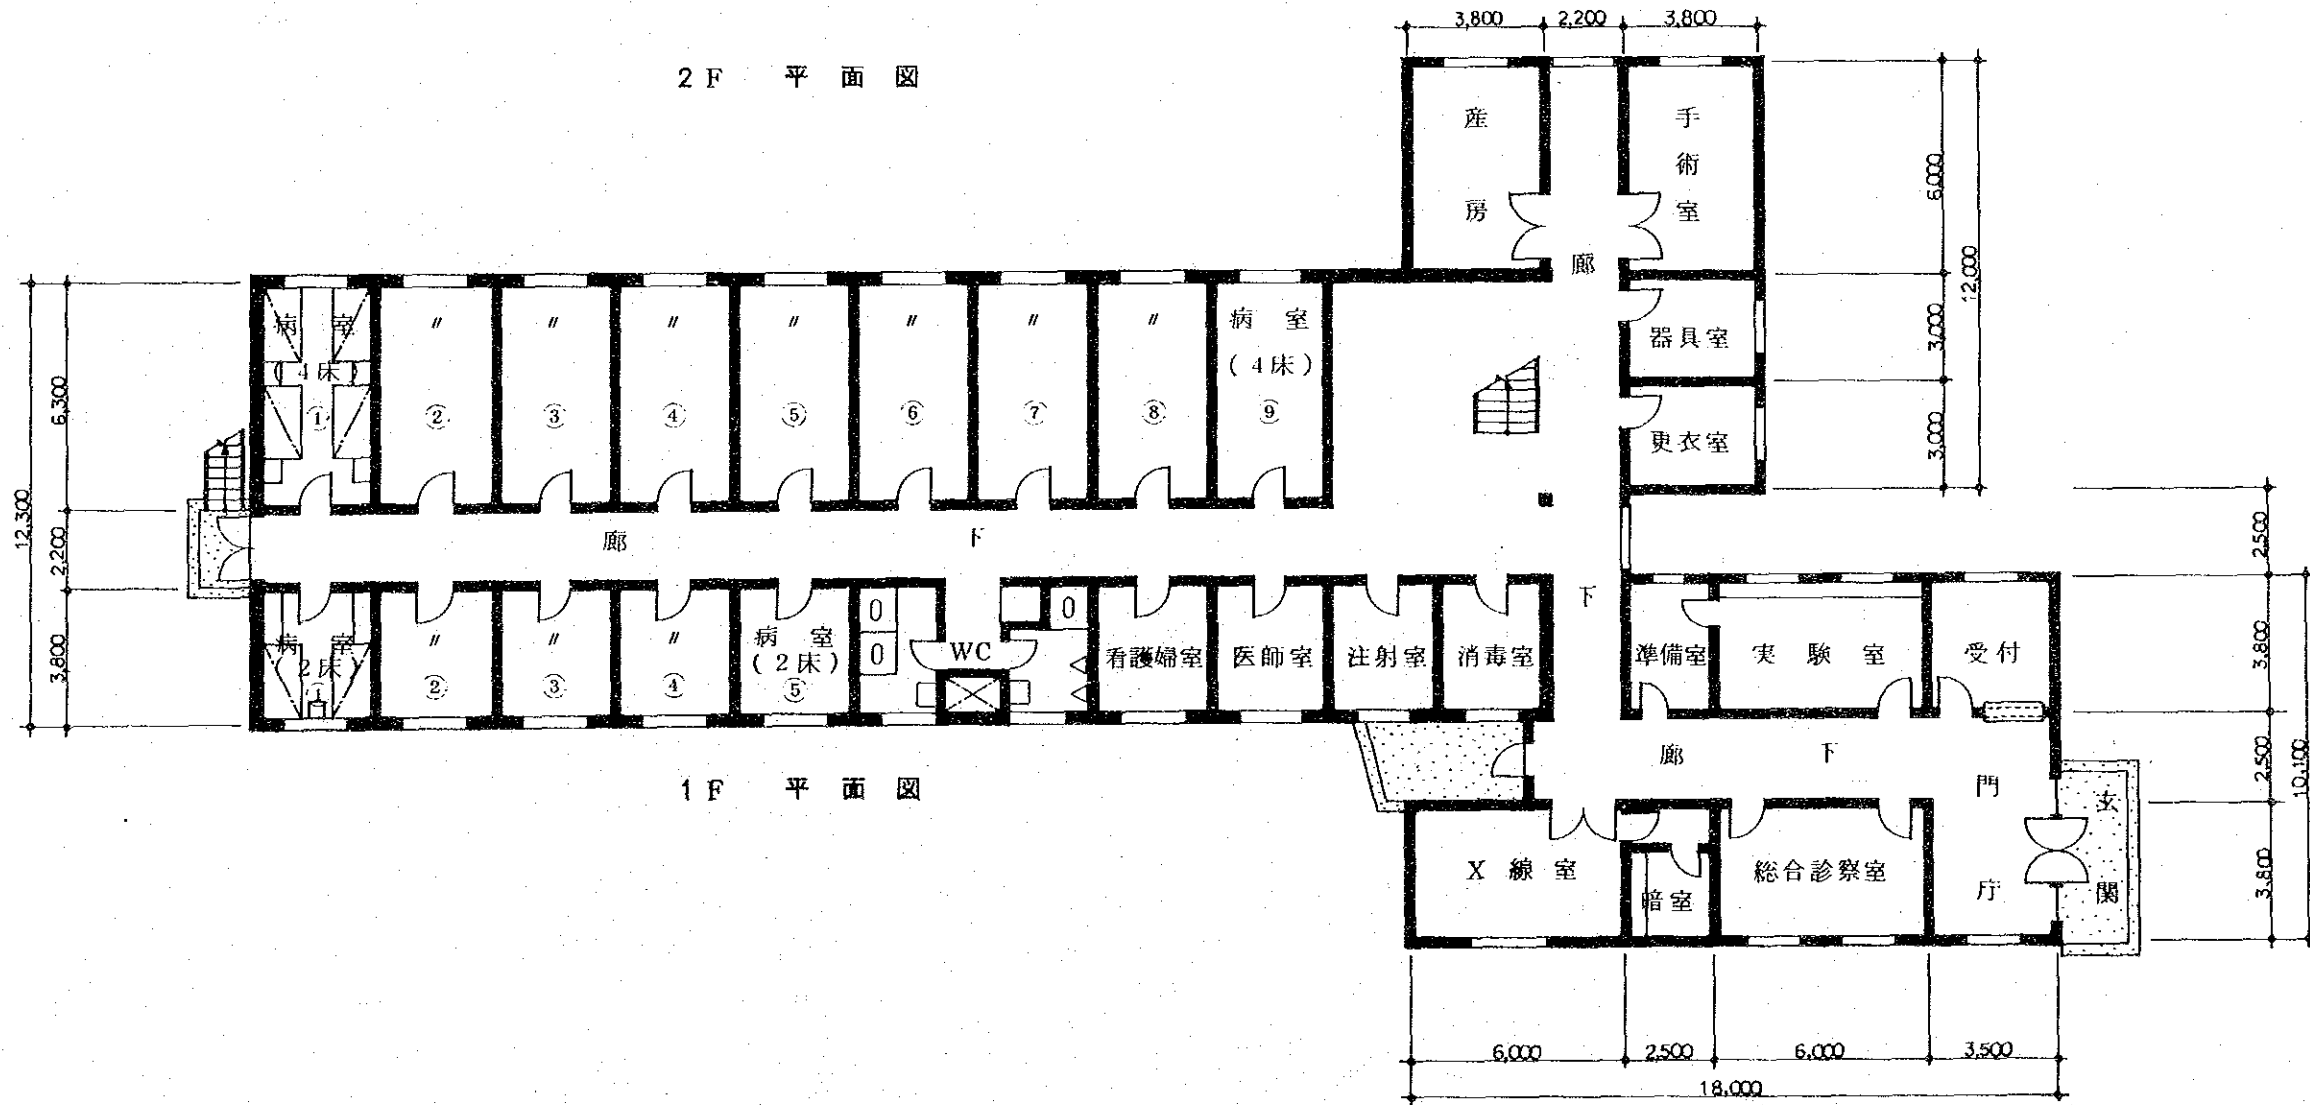 3,800 2,200 3,800
2F 平面図
産房
手術室
廊下
器具室
更衣室
6,000
3,000
3,000
12,000
病室
(4床)
①
〃
②
〃
③
〃
④
〃
⑤
〃
⑥
〃
⑦
〃
⑧
病室
(4床)
⑨
6,300
2,200
3,800
12,300
廊下
病室
(2床)
①
〃
②
〃
③
〃
④
病室
(2床)
⑤
WC
看護婦室
医師室
注射室
消毒室
準備室
実験室
受付
2,500
3,800
2,500
3,800
10,100
1F 平面図
廊下
門庁
玄関
X線室
暗室
総合診察室
6,000 2,500 6,000 3,500
18,000